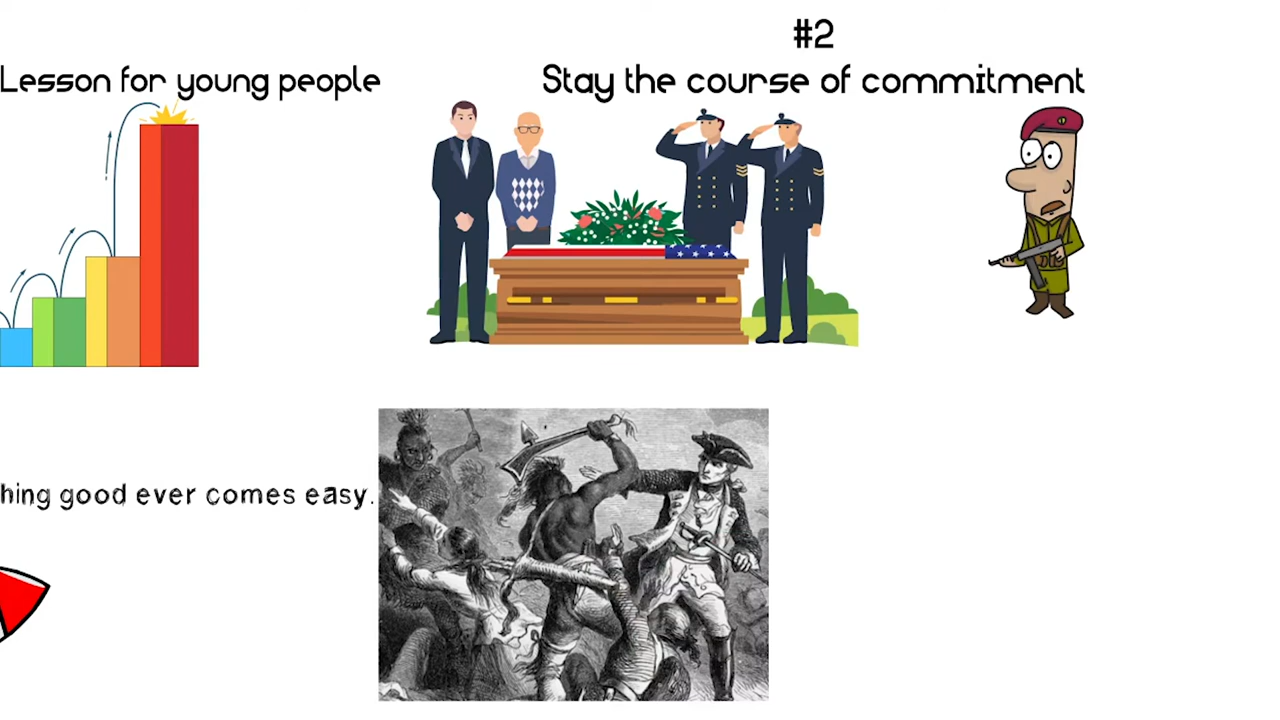 Lesson for young people
#2
Stay the course of commitment
hing good ever comes easy.